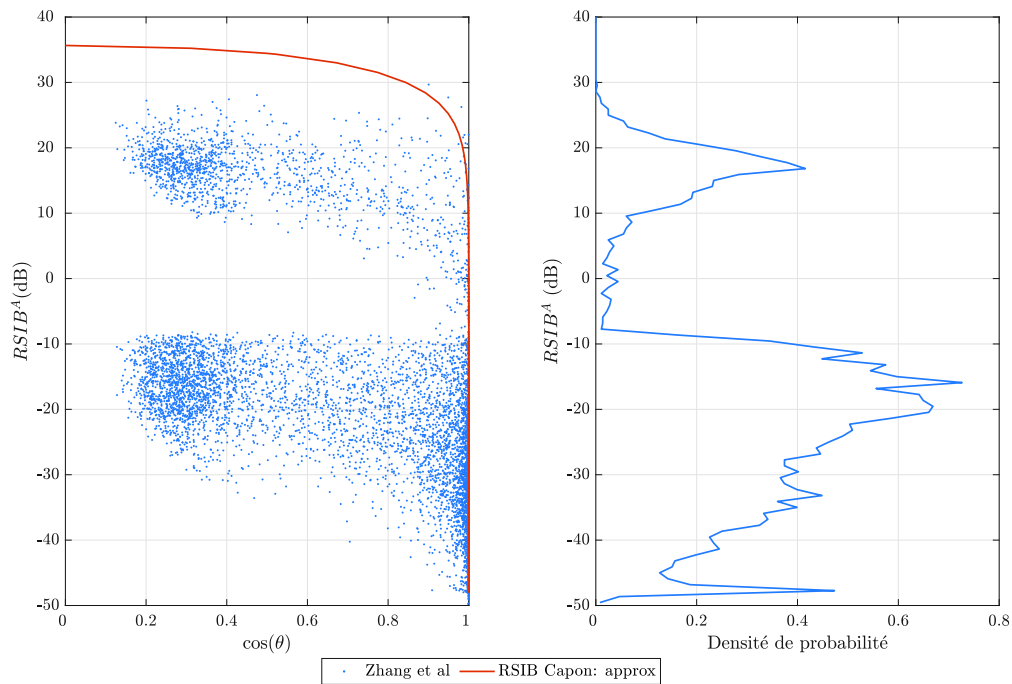 40
30
20
10
0
-10
-20
-30
-40
-50
RSIB^A(dB)
0 0.2 0.4 0.6 0.8 1
cos(θ)
40
30
20
10
0
-10
-20
-30
-40
-50
RSIB^A (dB)
0 0.2 0.4 0.6 0.8
Densité de probabilité
Zhang et al RSIB Capon: approx